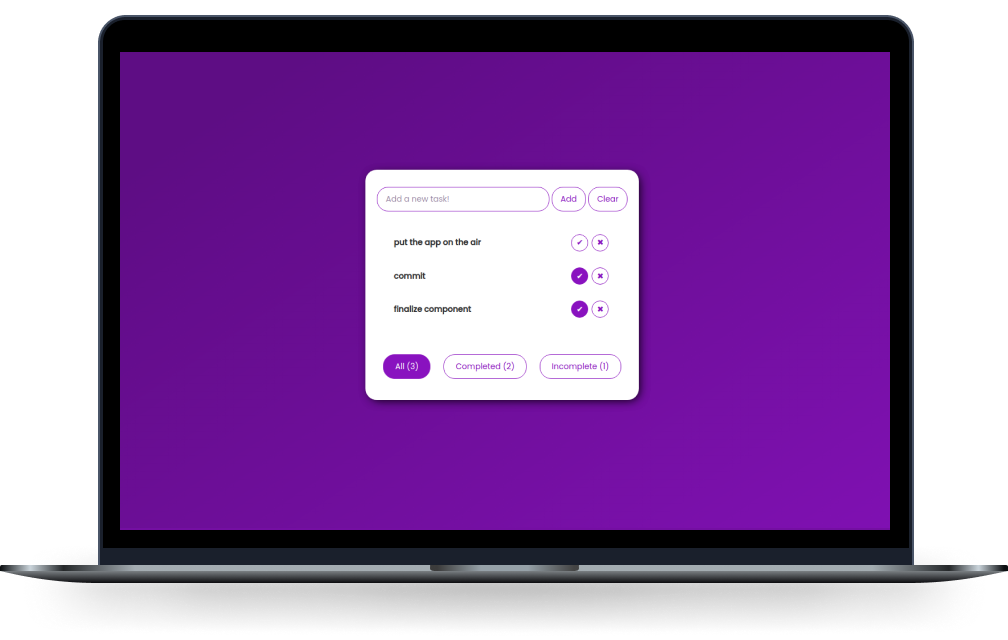 Add a new task! Add Clear
put the app on the air ✔ ✖
commit ✔ ✖
finalize component ✔ ✖
All (3) Completed (2) Incomplete (1)